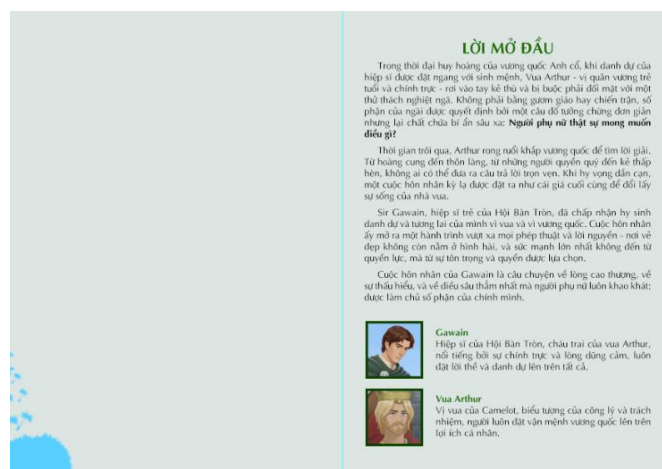 LỜI MỞ ĐẦU
Trong thời đại huy hoàng của vương quốc Anh cổ, khi danh dự của
hiệp sĩ được đặt ngang với sinh mệnh, Vua Arthur - vị quân vương trẻ
tuổi và chính trực - rơi vào tay kẻ thù và bị buộc phải đối mặt với một
thử thách nghiệt ngã. Không phải bằng gươm giáo hay chiến trận, số
phận của ngài được quyết định bởi một câu đố tưởng chừng đơn giản
nhưng lại chất chứa bí ẩn sâu xa: Người phụ nữ thật sự mong muốn
điều gì?
Thời gian trôi qua, Arthur rong ruổi khắp vương quốc để tìm lời giải.
Từ hoàng cung đến thôn làng, từ những người quyền quý đến kẻ thấp
hèn, không ai có thể đưa ra câu trả lời trọn vẹn. Khi hy vọng dần cạn,
một cuộc hôn nhân kỳ lạ được đặt ra như cái giá cuối cùng để đổi lấy
sự sống của nhà vua.
Sir Gawain, hiệp sĩ trẻ của Hội Bàn Tròn, đã chấp nhận hy sinh
danh dự và tương lai của mình vì vua và vì vương quốc. Cuộc hôn nhân
ấy mở ra một hành trình vượt xa mọi phép thuật và lời nguyền - nơi vẻ
đẹp không còn nằm ở hình hài, và sức mạnh lớn nhất không đến từ
quyền lực, mà từ sự tôn trọng và quyền được lựa chọn.
Cuộc hôn nhân của Gawain là câu chuyện về lòng cao thượng, về
sự thấu hiểu, và về điều sâu thẳm nhất mà người phụ nữ luôn khao khát:
được làm chủ số phận của chính mình.
Gawain
Hiệp sĩ của Hội Bàn Tròn, cháu trai của vua Arthur,
nổi tiếng bởi sự chính trực và lòng dũng cảm, luôn
đặt lời thề và danh dự lên trên tất cả.
Vua Arthur
Vị vua của Camelot, biểu tượng của công lý và trách
nhiệm, người luôn đặt vận mệnh vương quốc lên trên
lợi ích cá nhân.